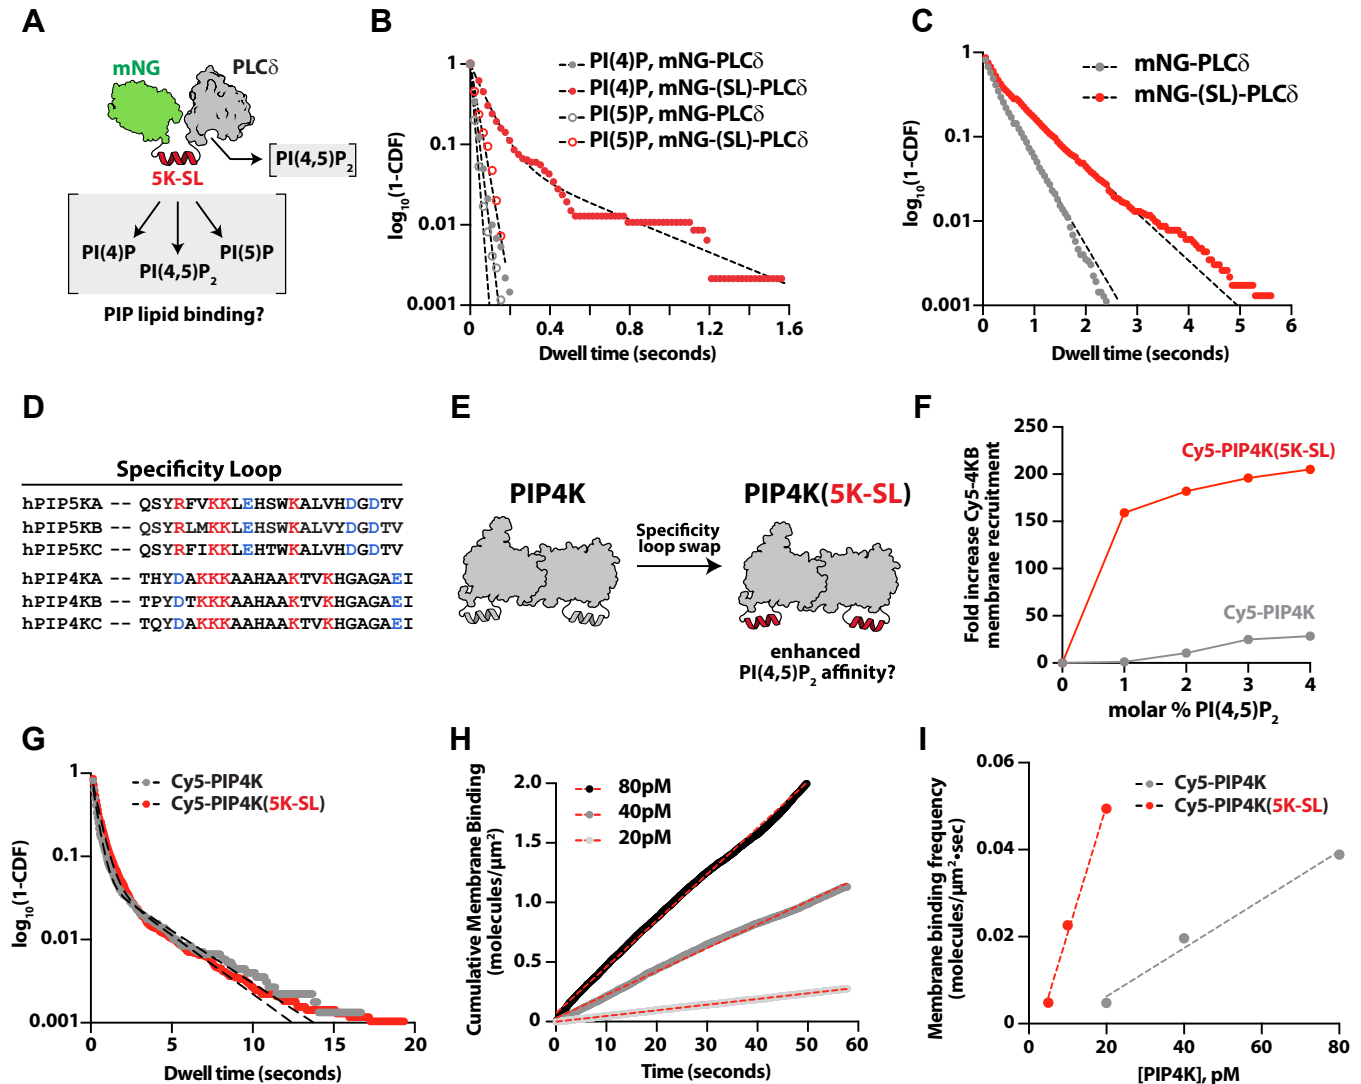 A
mNG
PLCδ
5K-SL
PI(4,5)P2
PI(4)P
PI(4,5)P2
PI(5)P
PIP lipid binding?
B
log10(1-CDF)
1
0.1
0.01
0.001
0
0.4
0.8
1.2
1.6
Dwell time (seconds)
PI(4)P, mNG-PLCδ
PI(4)P, mNG-(SL)-PLCδ
PI(5)P, mNG-PLCδ
PI(5)P, mNG-(SL)-PLCδ
C
log10(1-CDF)
1
0.1
0.01
0.001
0
1
2
3
4
5
6
Dwell time (seconds)
mNG-PLCδ
mNG-(SL)-PLCδ
D
Specificity Loop
hPIP5KA -- QSYRFVKKLEHSWKALVHDGDTV
hPIP5KB -- QSYRLMKKLEHSWKALVYDGDTV
hPIP5KC -- QSYRFIKKLEHTWKALVHDGDTV
hPIP4KA -- THYDAKKKAAHAAKTVKHGAGAEI
hPIP4KB -- TPYDTKKKAAHAAKTVKHGAGAEI
hPIP4KC -- TQYDAKKKAAHAAKTVKHGAGAEI
E
PIP4K
Specificity
loop swap
PIP4K(5K-SL)
enhanced
PI(4,5)P2 affinity?
F
Fold increase Cy5-4KB
membrane recruitment
250
200
150
100
50
0
0
1
2
3
4
molar % PI(4,5)P2
Cy5-PIP4K(5K-SL)
Cy5-PIP4K
G
log10(1-CDF)
1
0.1
0.01
0.001
0
5
10
15
20
Dwell time (seconds)
Cy5-PIP4K
Cy5-PIP4K(5K-SL)
H
Cumulative Membrane Binding
(molecules/μm2)
2.0
1.5
1.0
0.5
0
0
10
20
30
40
50
60
Time (seconds)
80pM
40pM
20pM
I
Membrane binding frequency
(molecules/μm2•sec)
0.06
0.04
0.02
0
0
20
40
60
80
[PIP4K], pM
Cy5-PIP4K
Cy5-PIP4K(5K-SL)